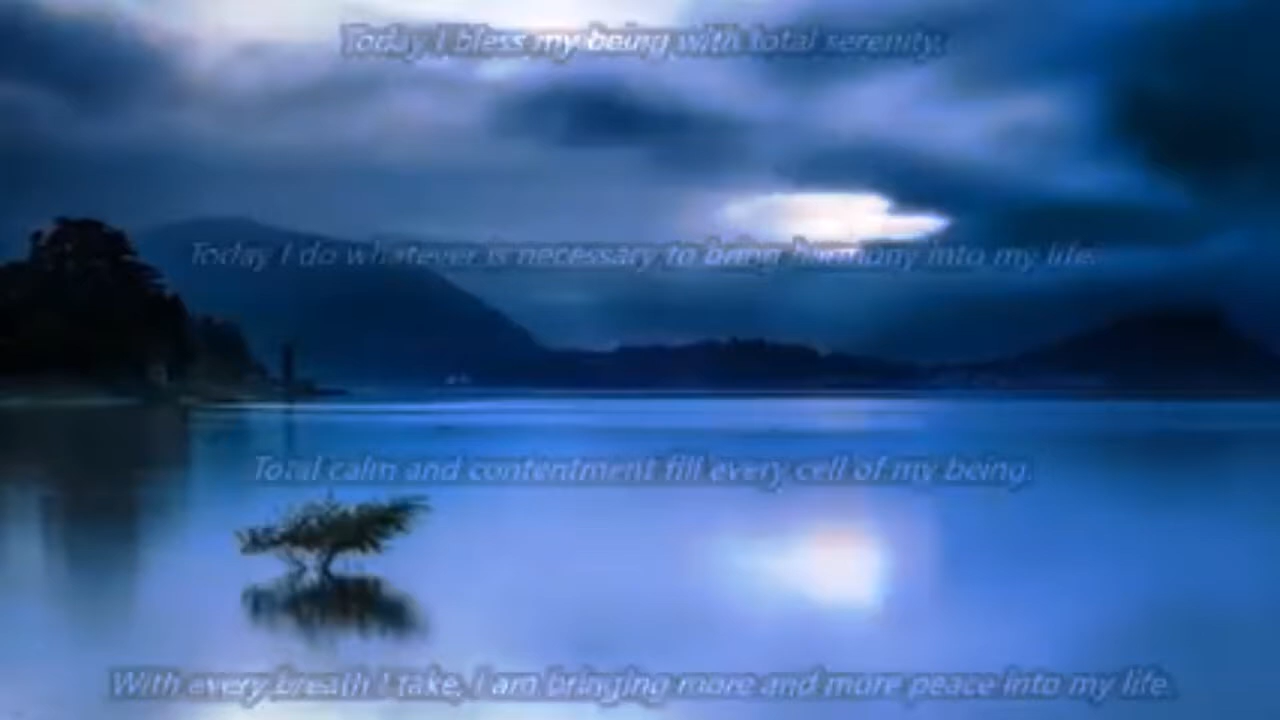 Today I bless my being with total serenity.
Today I do whatever is necessary to bring harmony into my life.
Total calm and contentment fill every cell of my being.
With every breath I take, I am bringing more and more peace into my life.